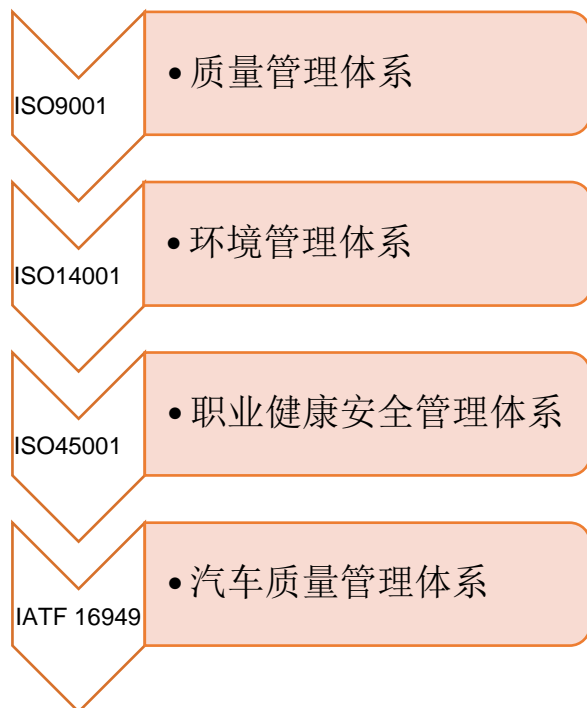 ISO9001
• 质量管理体系
ISO14001
• 环境管理体系
ISO45001
• 职业健康安全管理体系
IATF 16949
• 汽车质量管理体系